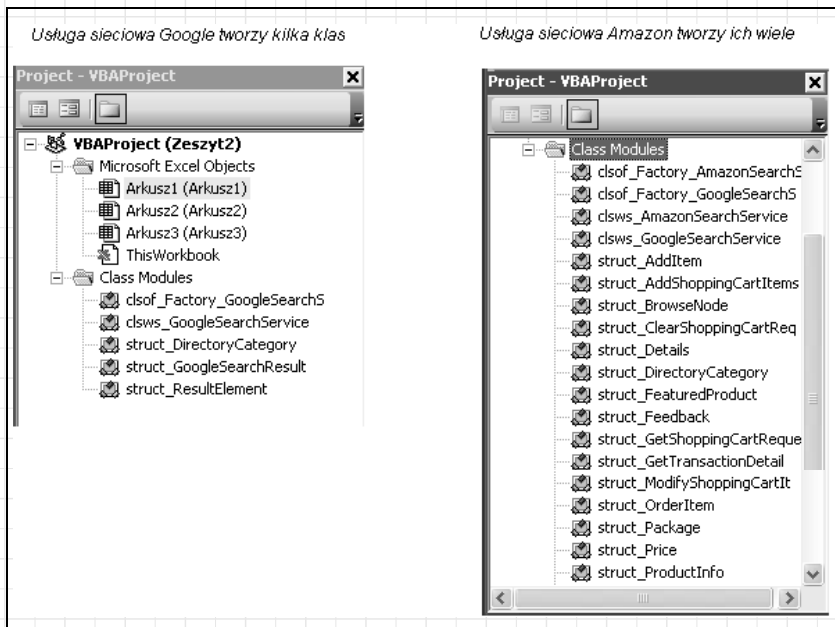 Usługa sieciowa Google tworzy kilka klas
Project - VBAProject
VBAProject (Zeszyt2)
Microsoft Excel Objects
Arkusz1 (Arkusz1)
Arkusz2 (Arkusz2)
Arkusz3 (Arkusz3)
ThisWorkbook
Class Modules
clsof_Factory_GoogleSearchS
clsws_GoogleSearchService
struct_DirectoryCategory
struct_GoogleSearchResult
struct_ResultElement
Usługa sieciowa Amazon tworzy ich wiele
Project - VBAProject
Class Modules
clsof_Factory_AmazonSearchS
clsof_Factory_GoogleSearchS
clsws_AmazonSearchService
clsws_GoogleSearchService
struct_AddItem
struct_AddShoppingCartItems
struct_BrowseNode
struct_ClearShoppingCartReq
struct_Details
struct_DirectoryCategory
struct_FeaturedProduct
struct_Feedback
struct_GetShoppingCartReque
struct_GetTransactionDetail
struct_ModifyShoppingCartIt
struct_OrderItem
struct_Package
struct_Price
struct_ProductInfo